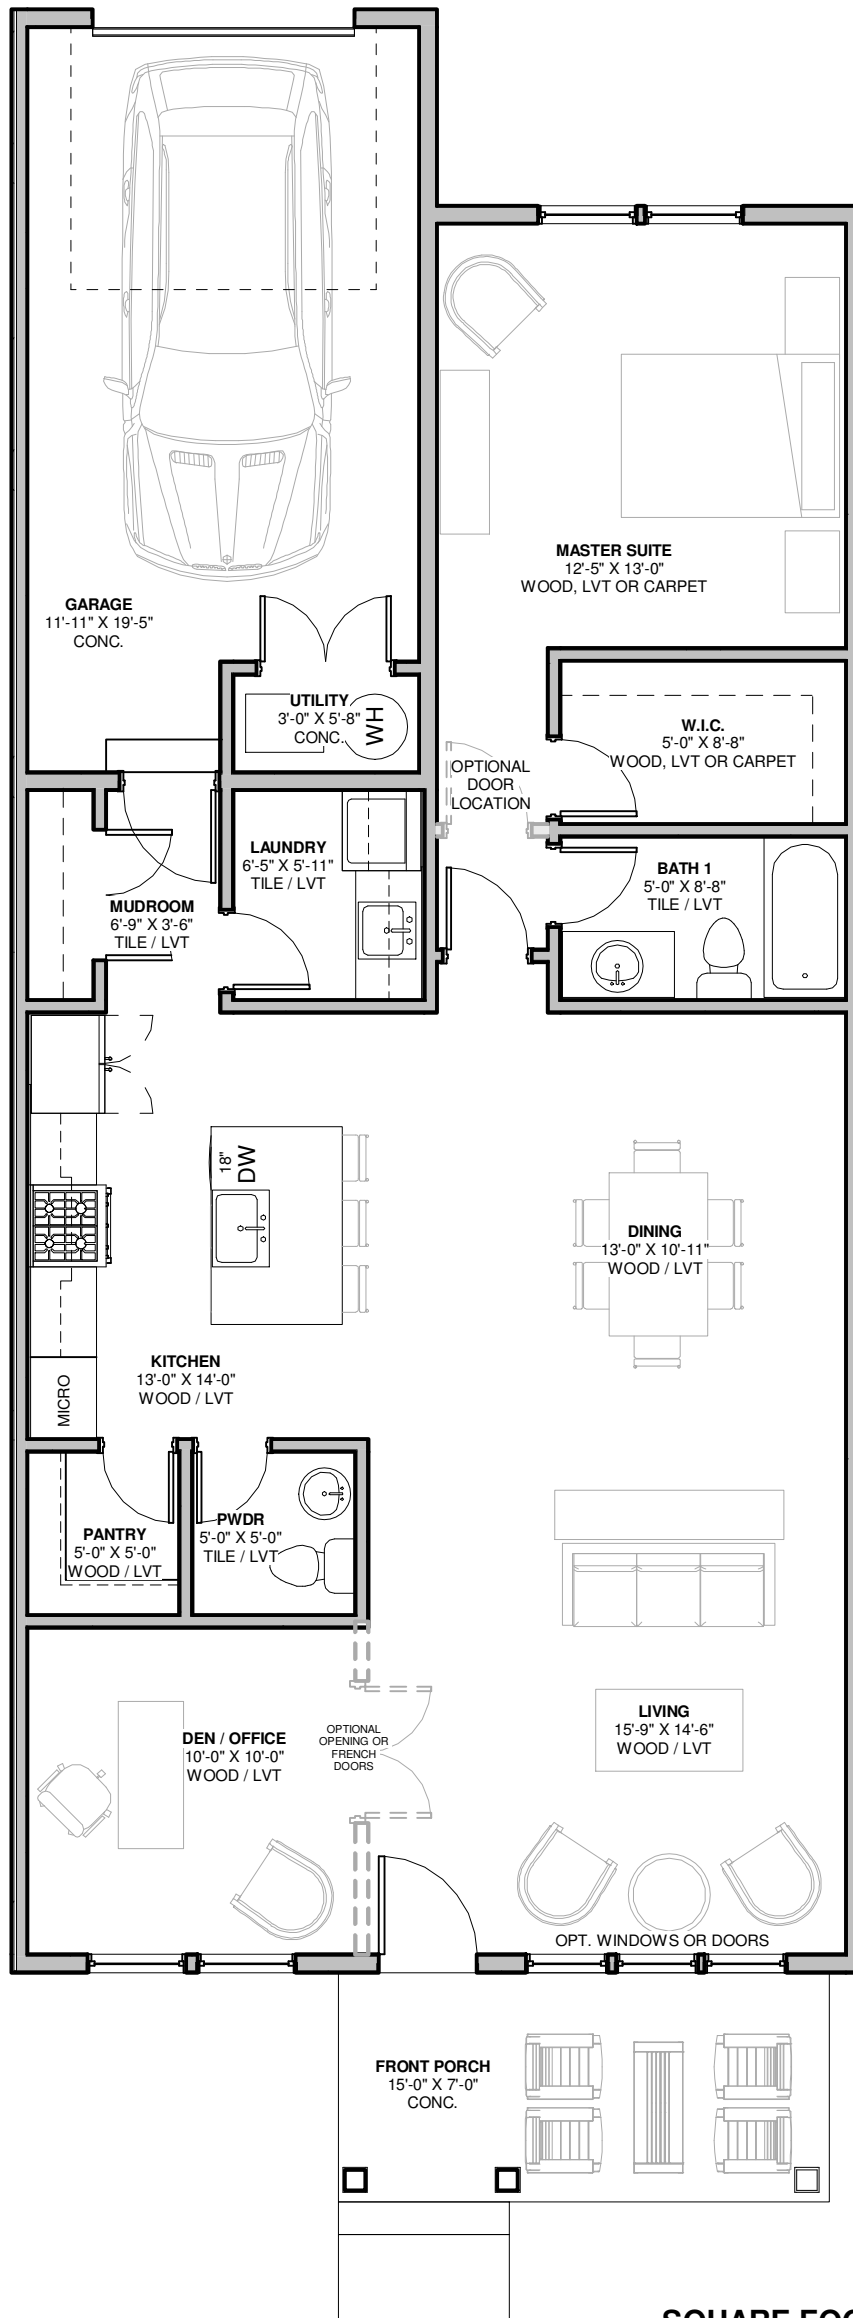 MASTER SUITE
12'-5" X 13'-0"
WOOD, LVT OR CARPET
GARAGE
11'-11" X 19'-5"
CONC.
UTILITY
3'-0" X 5'-8"
CONC.
WH
W.I.C.
5'-0" X 8'-8"
WOOD, LVT OR CARPET
OPTIONAL
DOOR
LOCATION
LAUNDRY
6'-5" X 5'-11"
TILE / LVT
BATH 1
5'-0" X 8'-8"
TILE / LVT
MUDROOM
6'-9" X 3'-6"
TILE / LVT
18"
DW
DINING
13'-0" X 10'-11"
WOOD / LVT
KITCHEN
13'-0" X 14'-0"
WOOD / LVT
MICRO
PANTRY
5'-0" X 5'-0"
WOOD / LVT
PWDR
5'-0" X 5'-0"
TILE / LVT
DEN / OFFICE
10'-0" X 10'-0"
WOOD / LVT
OPTIONAL
OPENING OR
FRENCH
DOORS
LIVING
15'-9" X 14'-6"
WOOD / LVT
OPT. WINDOWS OR DOORS
FRONT PORCH
15'-0" X 7'-0"
CONC.